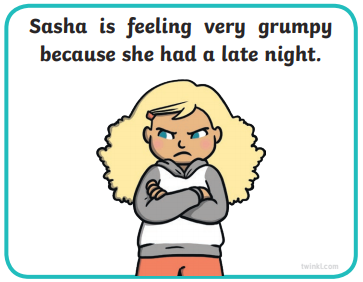 Sasha is feeling very grumpy
because she had a late night.
twinkl.com